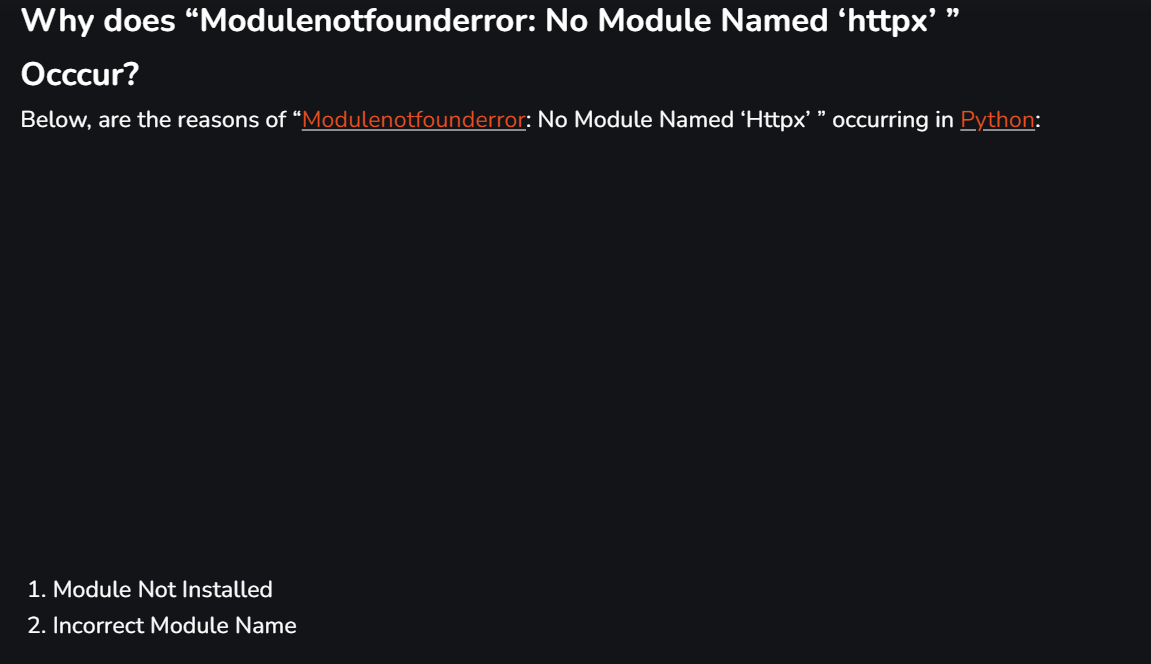 Why does “Modulenotfounderror: No Module Named ‘httpx’ ”
Occcur?
Below, are the reasons of “Modulenotfounderror: No Module Named ‘Httpx’ ” occurring in Python:
1. Module Not Installed
2. Incorrect Module Name